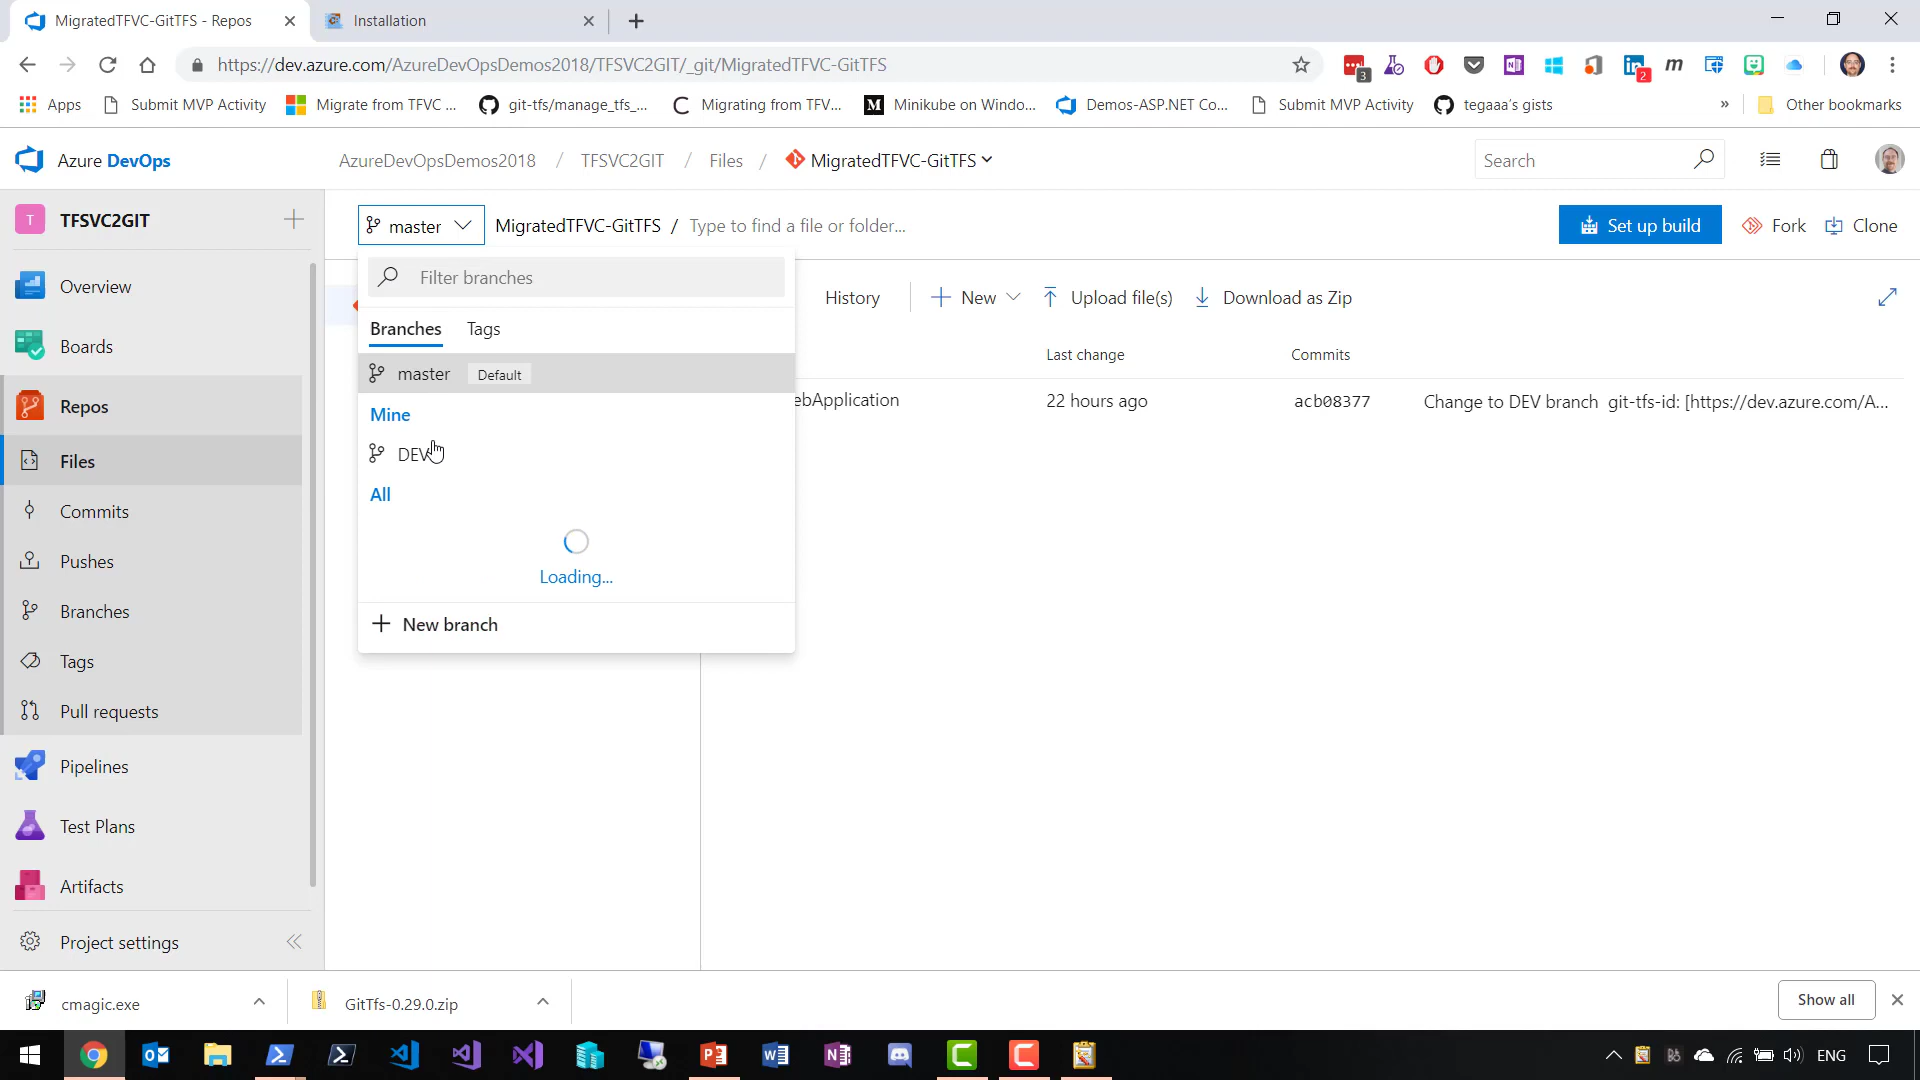 MigratedTFVC-GitTFS - Repos
Installation
https://dev.azure.com/AzureDevOpsDemos2018/TFSVC2GIT/_git/MigratedTFVC-GitTFS
3
2
m
Apps
Submit MVP Activity
Migrate from TFVC ...
git-tfs/manage_tfs_...
Migrating from TFV...
Minikube on Windo...
Demos-ASP.NET Co...
Submit MVP Activity
tegaaa's gists
»
Other bookmarks
Azure DevOps
AzureDevOpsDemos2018 / TFSVC2GIT / Files / MigratedTFVC-GitTFS
Search
T
TFSVC2GIT
master
MigratedTFVC-GitTFS / Type to find a file or folder...
Set up build
Fork
Clone
Overview
Boards
Repos
Files
Commits
Pushes
Branches
Tags
Pull requests
Pipelines
Test Plans
Artifacts
Project settings
Filter branches
Branches
Tags
master
Default
Mine
DEV
All
Loading...
New branch
History
New
Upload file(s)
Download as Zip
Last change
Commits
ebApplication
22 hours ago
acb08377
Change to DEV branch git-tfs-id: [https://dev.azure.com/A...
cmagic.exe
GitTfs-0.29.0.zip
Show all
ENG